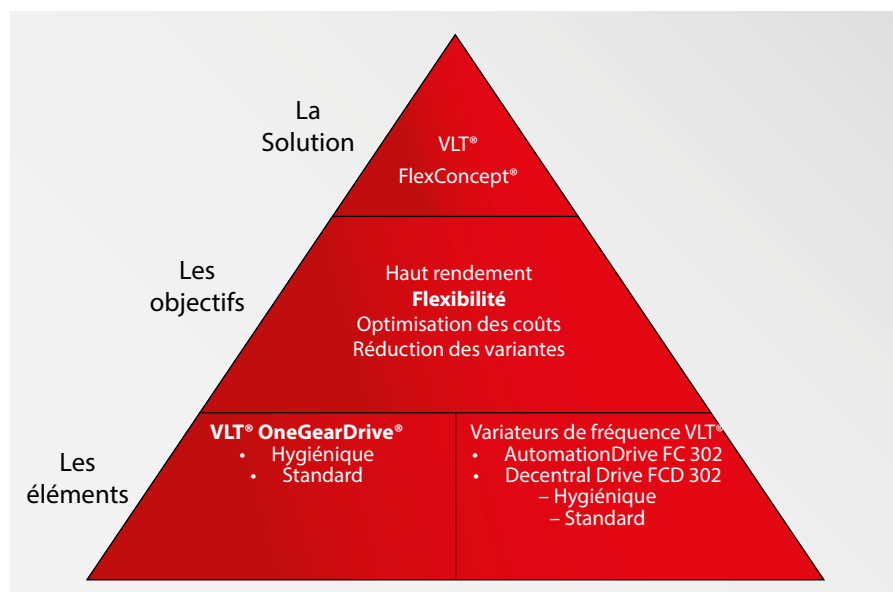 La
Solution
VLT®
FlexConcept®
Les
objectifs
Haut rendement
Flexibilité
Optimisation des coûts
Réduction des variantes
Les
éléments
VLT® OneGearDrive®
• Hygiénique
• Standard
Variateurs de fréquence VLT®
• AutomationDrive FC 302
• Decentral Drive FCD 302
– Hygiénique
– Standard